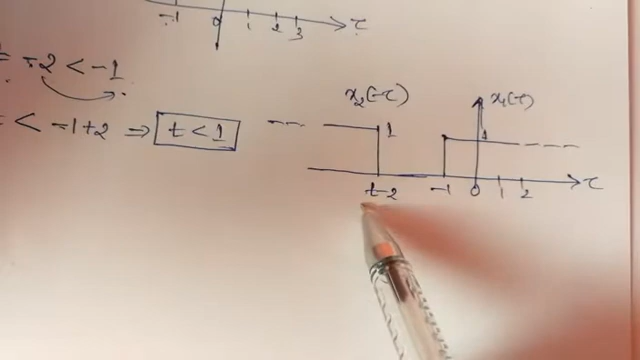 -1 0 1 2 3 τ
t-2 < -1
t < -1+2 ⇒ t < 1
x₂(-τ) x₁(τ)
1 1
t-2 -1 0 1 2 τ